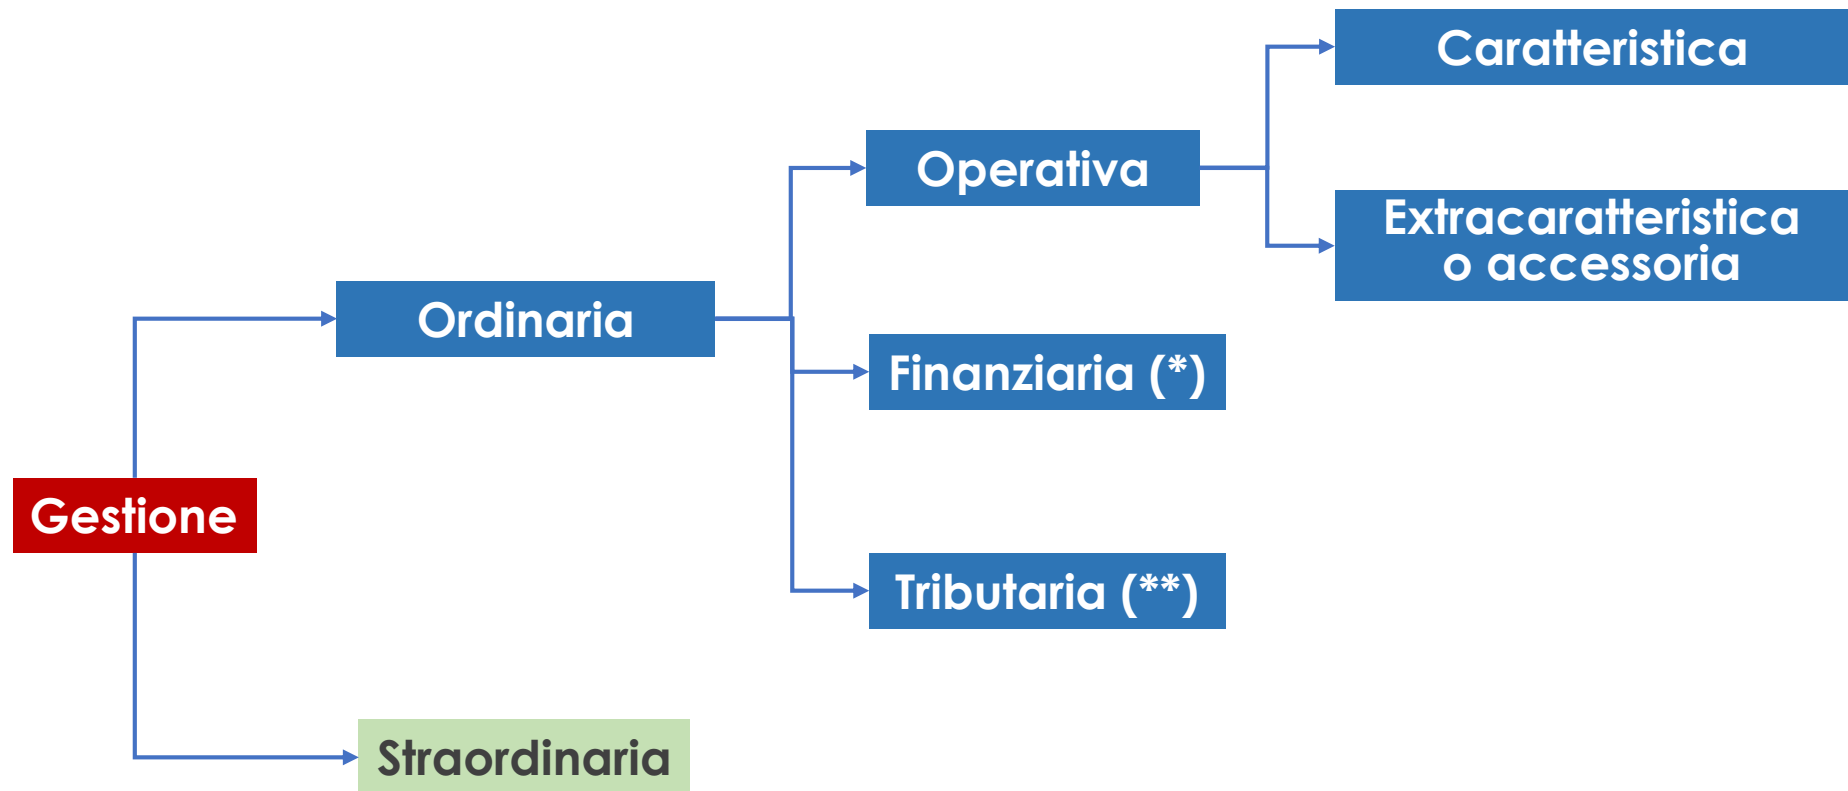 Caratteristica
Operativa
Extracaratteristica
o accessoria
Ordinaria
Finanziaria (*)
Gestione
Tributaria (**)
Straordinaria